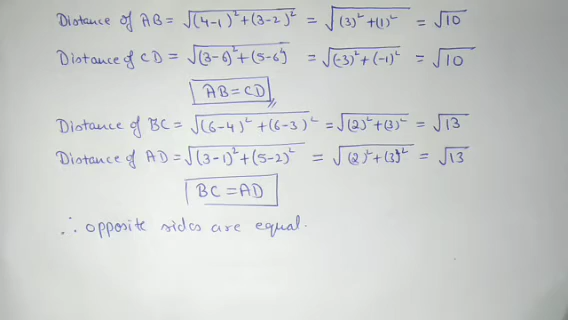 Distance of AB = √(4-1)² + (3-2)² = √(3)² + (1)² = √10
Distance of CD = √(3-6)² + (5-6)² = √(-3)² + (-1)² = √10
AB = CD
Distance of BC = √(6-4)² + (6-3)² = √(2)² + (3)² = √13
Distance of AD = √(3-1)² + (5-2)² = √(2)² + (3)² = √13
BC = AD
∴ opposite sides are equal.